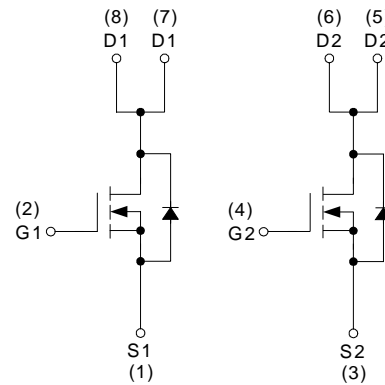 (8) (7)
D1 D1
(6) (5)
D2 D2
(2)
G1
(4)
G2
S1
(1)
S2
(3)